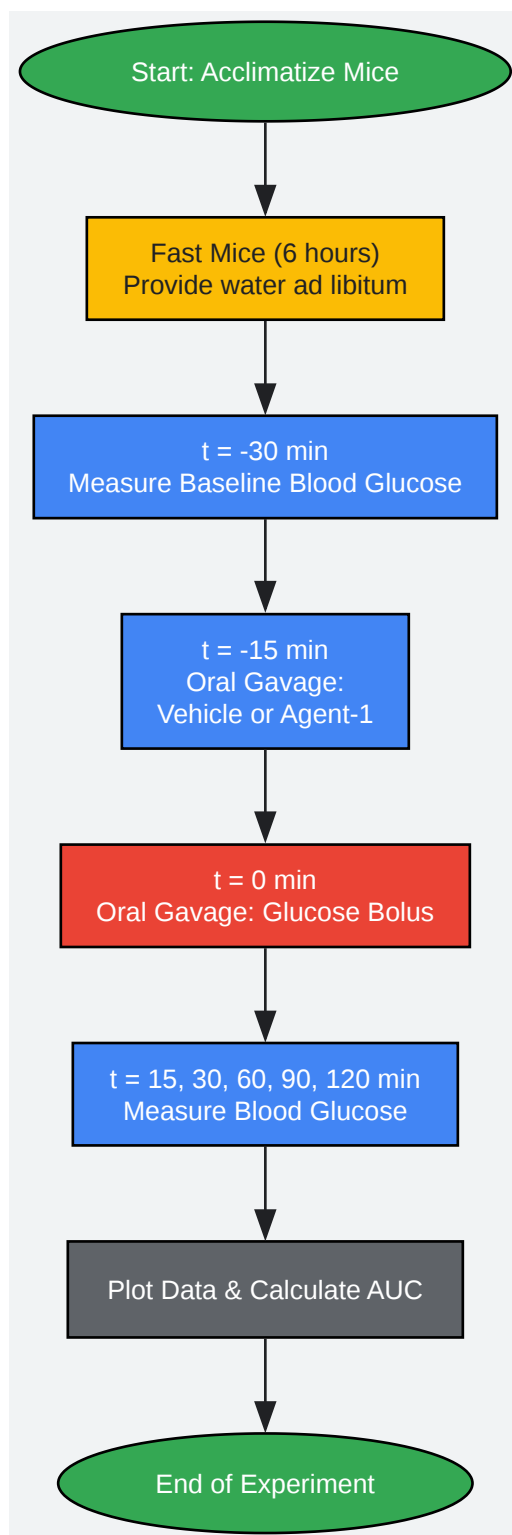 Start: Acclimatize Mice
Fast Mice (6 hours)
Provide water ad libitum
t = -30 min
Measure Baseline Blood Glucose
t = -15 min
Oral Gavage:
Vehicle or Agent-1
t = 0 min
Oral Gavage: Glucose Bolus
t = 15, 30, 60, 90, 120 min
Measure Blood Glucose
Plot Data & Calculate AUC
End of Experiment